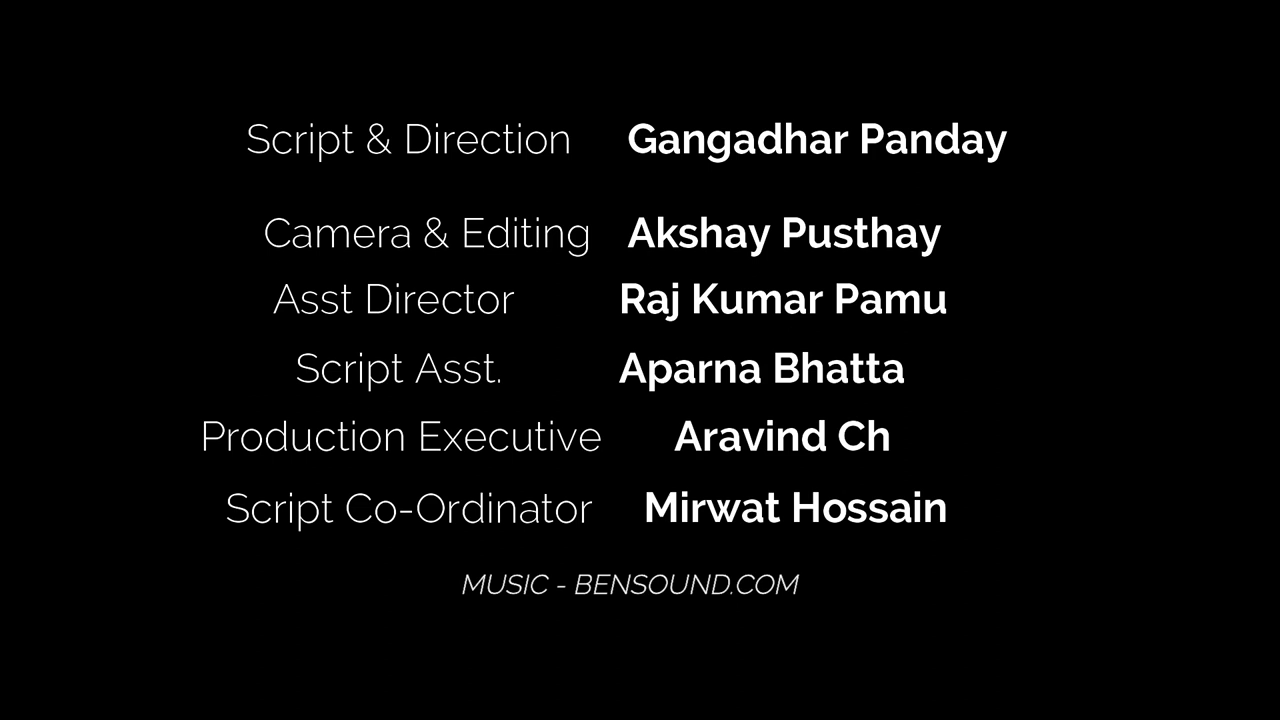 Script & Direction Gangadhar Panday
Camera & Editing Akshay Pusthay
Asst Director Raj Kumar Pamu
Script Asst. Aparna Bhatta
Production Executive Aravind Ch
Script Co-Ordinator Mirwat Hossain
MUSIC - BENSOUND.COM